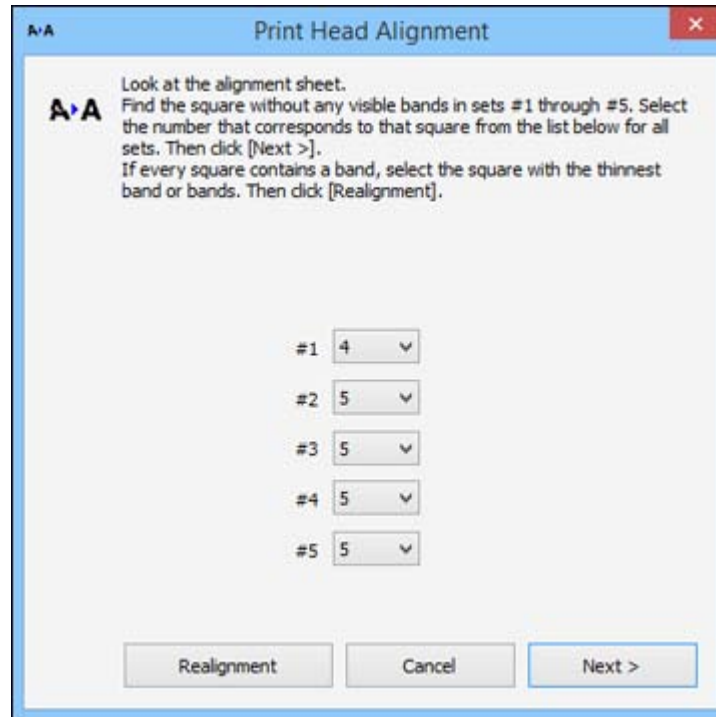 A▸A Print Head Alignment
Look at the alignment sheet.
A▸A Find the square without any visible bands in sets #1 through #5. Select
the number that corresponds to that square from the list below for all
sets. Then click [Next >].
If every square contains a band, select the square with the thinnest
band or bands. Then click [Realignment].
#1 4
#2 5
#3 5
#4 5
#5 5
Realignment Cancel Next >